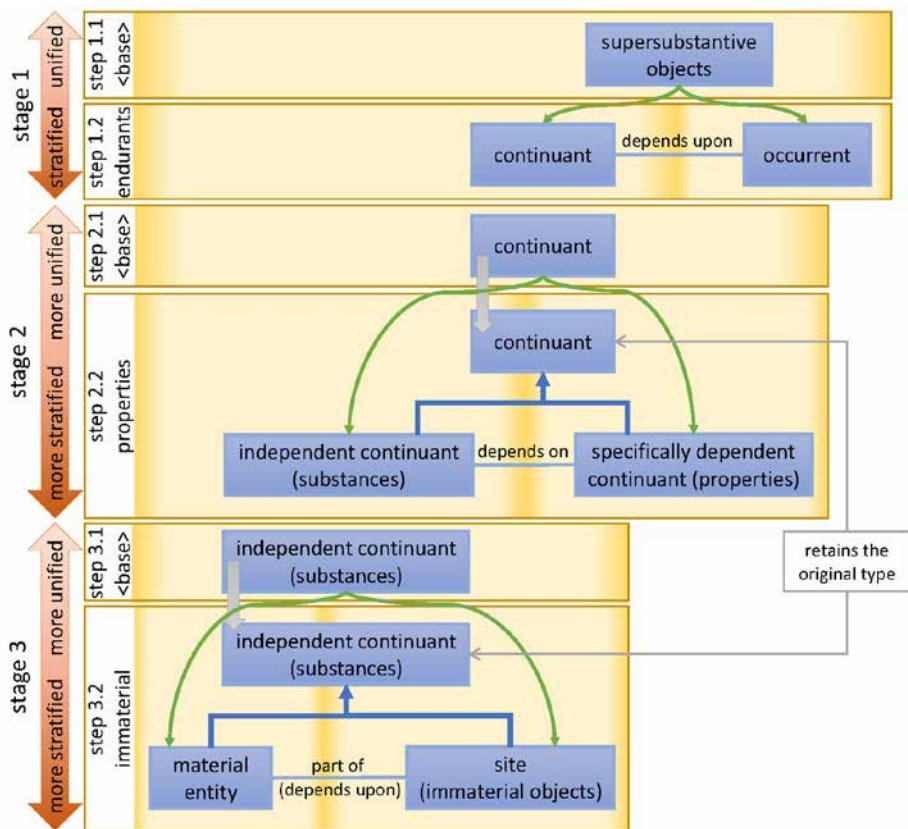 stage 1
stratified
unified
step 1.1
<base>
supersubstantive
objects
step 1.2
endurants
continuant
depends upon
occurrent
stage 2
more stratified
more unified
step 2.1
<base>
continuant
step 2.2
properties
continuant
independent continuant
(substances)
depends on
specifically dependent
continuant (properties)
retains the
original type
stage 3
more stratified
more unified
step 3.1
<base>
independent continuant
(substances)
step 3.2
immaterial
independent continuant
(substances)
material
entity
part of
(depends upon)
site
(immaterial objects)